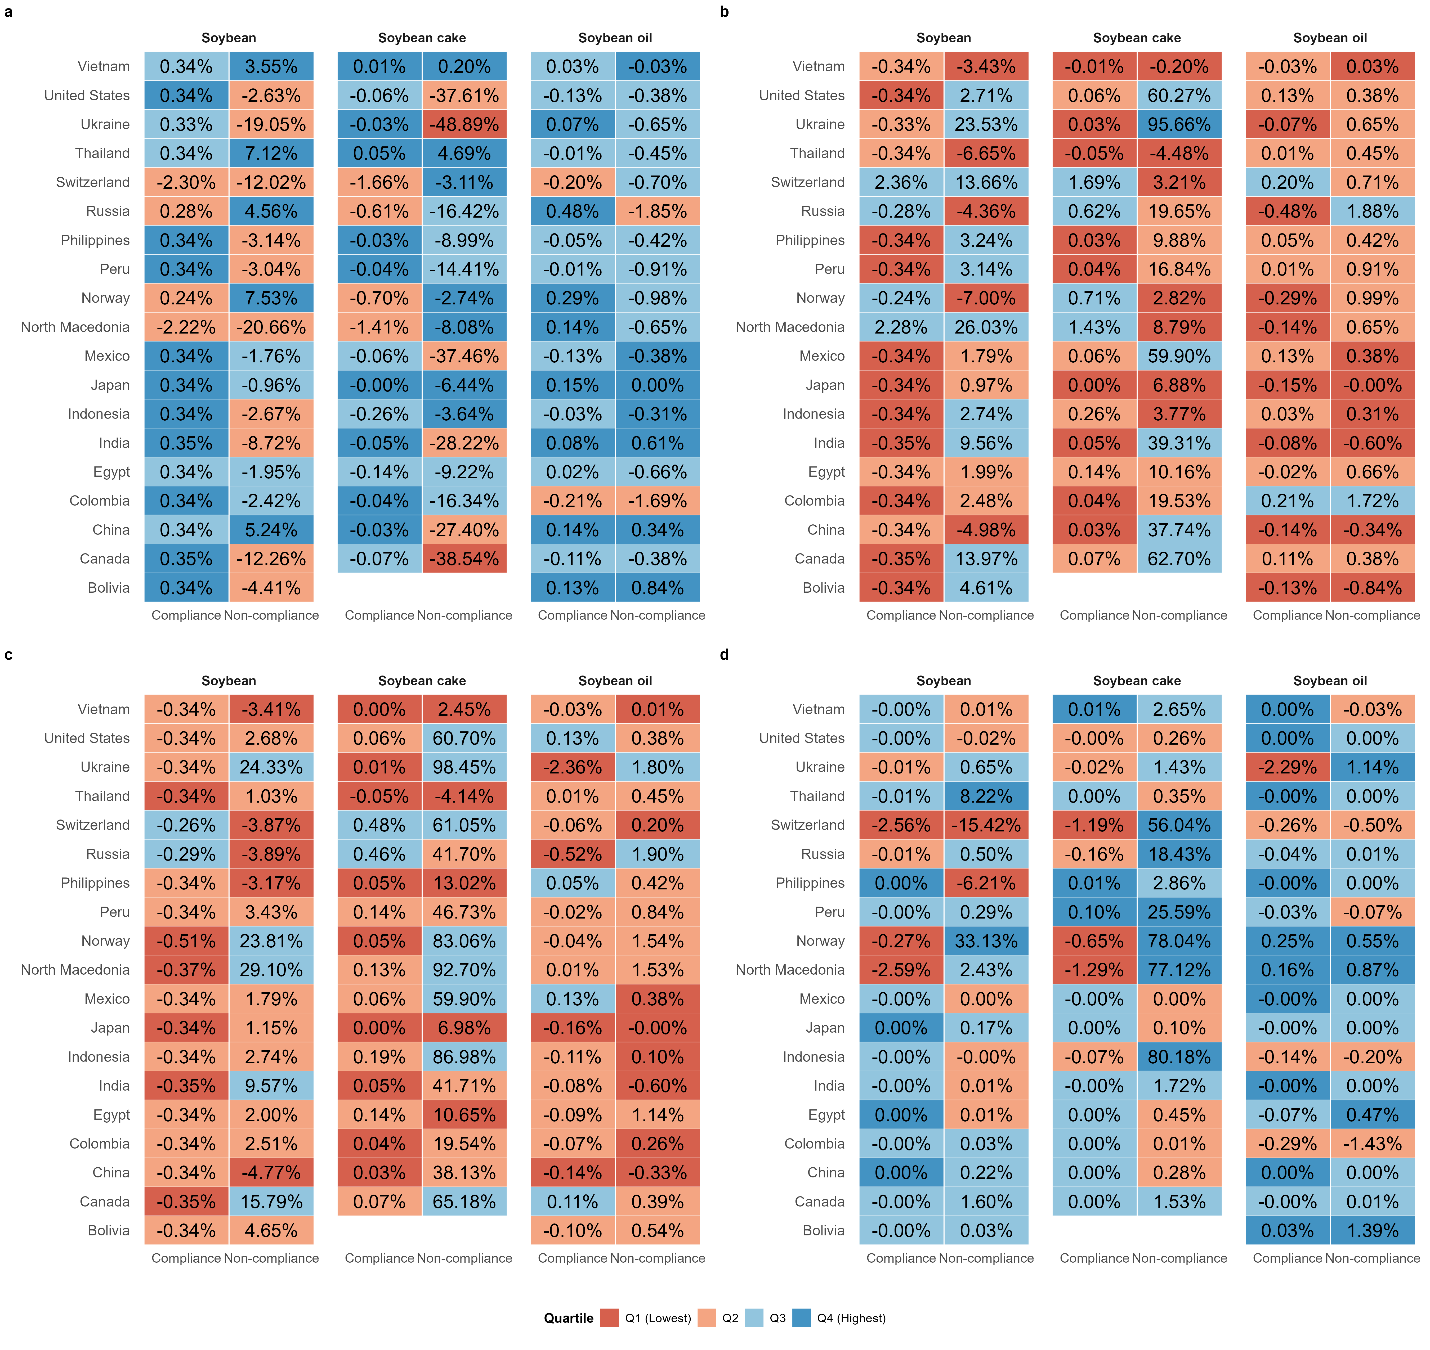 a
Soybean Soybean cake Soybean oil
Vietnam 0.34% 3.55% 0.01% 0.20% 0.03% -0.03%
United States 0.34% -2.63% -0.06% -37.61% -0.13% -0.38%
Ukraine 0.33% -19.05% -0.03% -48.89% 0.07% -0.65%
Thailand 0.34% 7.12% 0.05% 4.69% -0.01% -0.45%
Switzerland -2.30% -12.02% -1.66% -3.11% -0.20% -0.70%
Russia 0.28% 4.56% -0.61% -16.42% 0.48% -1.85%
Philippines 0.34% -3.14% -0.03% -8.99% -0.05% -0.42%
Peru 0.34% -3.04% -0.04% -14.41% -0.01% -0.91%
Norway 0.24% 7.53% -0.70% -2.74% 0.29% -0.98%
North Macedonia -2.22% -20.66% -1.41% -8.08% 0.14% -0.65%
Mexico 0.34% -1.76% -0.06% -37.46% -0.13% -0.38%
Japan 0.34% -0.96% -0.00% -6.44% 0.15% 0.00%
Indonesia 0.34% -2.67% -0.26% -3.64% -0.03% -0.31%
India 0.35% -8.72% -0.05% -28.22% 0.08% 0.61%
Egypt 0.34% -1.95% -0.14% -9.22% 0.02% -0.66%
Colombia 0.34% -2.42% -0.04% -16.34% -0.21% -1.69%
China 0.34% 5.24% -0.03% -27.40% 0.14% 0.34%
Canada 0.35% -12.26% -0.07% -38.54% -0.11% -0.38%
Bolivia 0.34% -4.41% 0.13% 0.84%
Compliance Non-compliance Compliance Non-compliance Compliance Non-compliance
b
Soybean Soybean cake Soybean oil
Vietnam -0.34% -3.43% -0.01% -0.20% -0.03% 0.03%
United States -0.34% 2.71% 0.06% 60.27% 0.13% 0.38%
Ukraine -0.33% 23.53% 0.03% 95.66% -0.07% 0.65%
Thailand -0.34% -6.65% -0.05% -4.48% 0.01% 0.45%
Switzerland 2.36% 13.66% 1.69% 3.21% 0.20% 0.71%
Russia -0.28% -4.36% 0.62% 19.65% -0.48% 1.88%
Philippines -0.34% 3.24% 0.03% 9.88% 0.05% 0.42%
Peru -0.34% 3.14% 0.04% 16.84% 0.01% 0.91%
Norway -0.24% -7.00% 0.71% 2.82% -0.29% 0.99%
North Macedonia 2.28% 26.03% 1.43% 8.79% -0.14% 0.65%
Mexico -0.34% 1.79% 0.06% 59.90% 0.13% 0.38%
Japan -0.34% 0.97% 0.00% 6.88% -0.15% -0.00%
Indonesia -0.34% 2.74% 0.26% 3.77% 0.03% 0.31%
India -0.35% 9.56% 0.05% 39.31% -0.08% -0.60%
Egypt -0.34% 1.99% 0.14% 10.16% -0.02% 0.66%
Colombia -0.34% 2.48% 0.04% 19.53% 0.21% 1.72%
China -0.34% -4.98% 0.03% 37.74% -0.14% -0.34%
Canada -0.35% 13.97% 0.07% 62.70% 0.11% 0.38%
Bolivia -0.34% 4.61% -0.13% -0.84%
Compliance Non-compliance Compliance Non-compliance Compliance Non-compliance
c
Soybean Soybean cake Soybean oil
Vietnam -0.34% -3.41% 0.00% 2.45% -0.03% 0.01%
United States -0.34% 2.68% 0.06% 60.70% 0.13% 0.38%
Ukraine -0.34% 24.33% 0.01% 98.45% -2.36% 1.80%
Thailand -0.34% 1.03% -0.05% -4.14% 0.01% 0.45%
Switzerland -0.26% -3.87% 0.48% 61.05% -0.06% 0.20%
Russia -0.29% -3.89% 0.46% 41.70% -0.52% 1.90%
Philippines -0.34% -3.17% 0.05% 13.02% 0.05% 0.42%
Peru -0.34% 3.43% 0.14% 46.73% -0.02% 0.84%
Norway -0.51% 23.81% 0.05% 83.06% -0.04% 1.54%
North Macedonia -0.37% 29.10% 0.13% 92.70% 0.01% 1.53%
Mexico -0.34% 1.79% 0.06% 59.90% 0.13% 0.38%
Japan -0.34% 1.15% 0.00% 6.98% -0.16% -0.00%
Indonesia -0.34% 2.74% 0.19% 86.98% -0.11% 0.10%
India -0.35% 9.57% 0.05% 41.71% -0.08% -0.60%
Egypt -0.34% 2.00% 0.14% 10.65% -0.09% 1.14%
Colombia -0.34% 2.51% 0.04% 19.54% -0.07% 0.26%
China -0.34% -4.77% 0.03% 38.13% -0.14% -0.33%
Canada -0.35% 15.79% 0.07% 65.18% 0.11% 0.39%
Bolivia -0.34% 4.65% -0.10% 0.54%
Compliance Non-compliance Compliance Non-compliance Compliance Non-compliance
d
Soybean Soybean cake Soybean oil
Vietnam -0.00% 0.01% 0.01% 2.65% 0.00% -0.03%
United States -0.00% -0.02% -0.00% 0.26% 0.00% 0.00%
Ukraine -0.01% 0.65% -0.02% 1.43% -2.29% 1.14%
Thailand -0.01% 8.22% 0.00% 0.35% -0.00% 0.00%
Switzerland -2.56% -15.42% -1.19% 56.04% -0.26% -0.50%
Russia -0.01% 0.50% -0.16% 18.43% -0.04% 0.01%
Philippines 0.00% -6.21% 0.01% 2.86% -0.00% 0.00%
Peru -0.00% 0.29% 0.10% 25.59% -0.03% -0.07%
Norway -0.27% 33.13% -0.65% 78.04% 0.25% 0.55%
North Macedonia -2.59% 2.43% -1.29% 77.12% 0.16% 0.87%
Mexico -0.00% 0.00% -0.00% 0.00% -0.00% 0.00%
Japan 0.00% 0.17% 0.00% 0.10% -0.00% 0.00%
Indonesia -0.00% -0.00% -0.07% 80.18% -0.14% -0.20%
India -0.00% 0.01% -0.00% 1.72% -0.00% 0.00%
Egypt 0.00% 0.01% 0.00% 0.45% -0.07% 0.47%
Colombia -0.00% 0.03% 0.00% 0.01% -0.29% -1.43%
China 0.00% 0.22% 0.00% 0.28% 0.00% 0.00%
Canada -0.00% 1.60% 0.00% 1.53% -0.00% 0.01%
Bolivia -0.00% 0.03% 0.03% 1.39%
Compliance Non-compliance Compliance Non-compliance Compliance Non-compliance
Quartile Q1 (Lowest) Q2 Q3 Q4 (Highest)